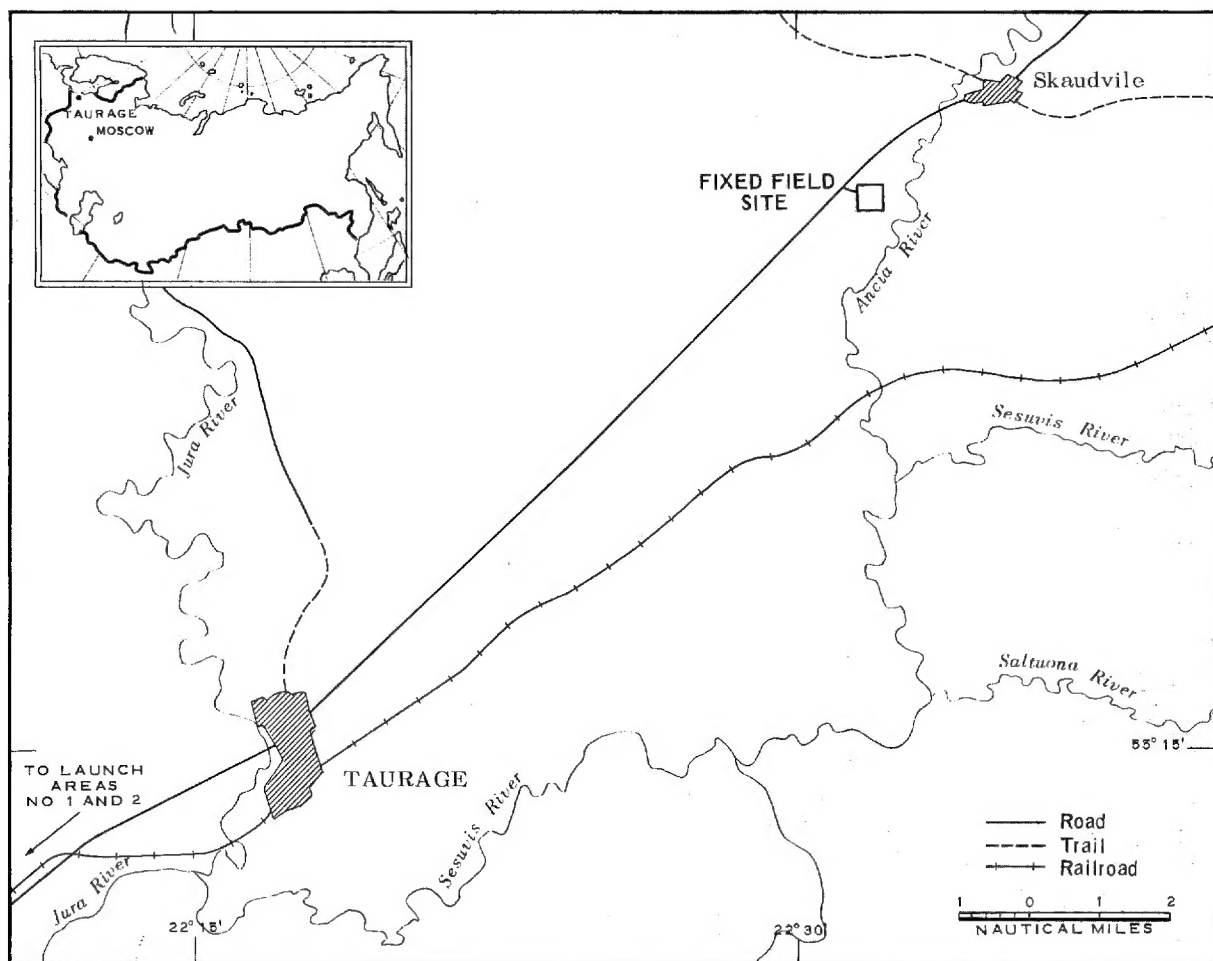 TAURAGE
MOSCOW
Skaudvile
FIXED FIELD
SITE
Ancia River
Jura River
Sesuvis River
Saltuona River
55° 15'
TO LAUNCH
AREAS
NO 1 AND 2
TAURAGE
Sesuvis River
Jura River
22° 15'
22° 30'
Road
Trail
Railroad
1 0 1 2
NAUTICAL MILES